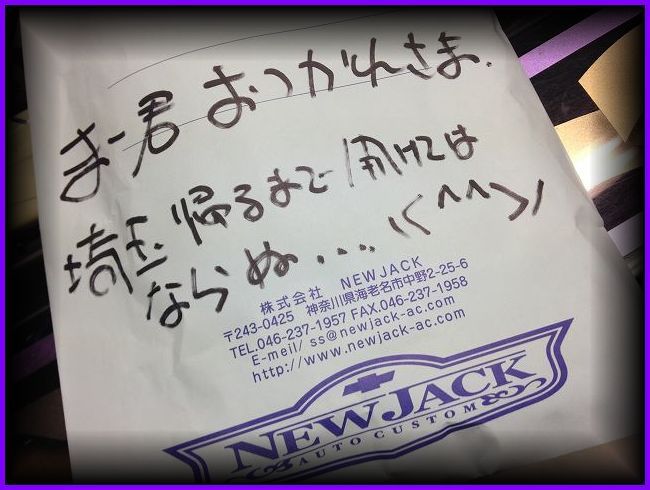 まー君 おつかれさま.
埼玉 帰るまで 開けては
ならぬ....\(^^)/
株式会社 NEWJACK
〒243-0425 神奈川県海老名市中野2-25-6
TEL.046-237-1957 FAX.046-237-1958
E-meil/ ss@newjack-ac.com
http://www.newjack-ac.com
NEWJACK
AUTO CUSTOM